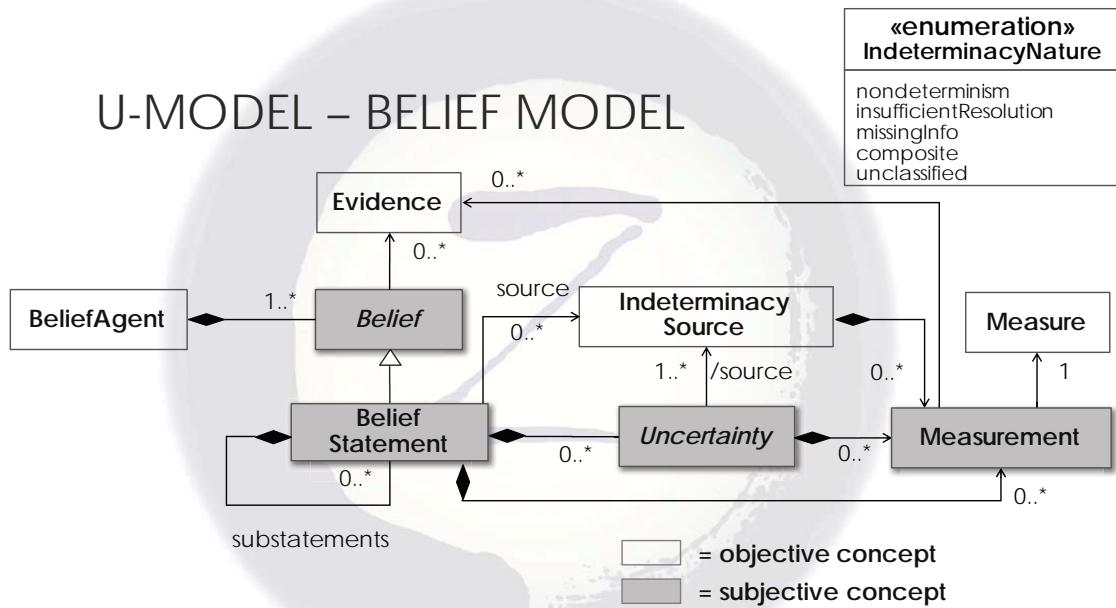 «enumeration»
IndeterminacyNature
nondeterminism
insufficientResolution
missingInfo
composite
unclassified
U-MODEL – BELIEF MODEL
Evidence
0..*
0..*
BeliefAgent
1..*
Belief
source
0..*
Indeterminacy
Source
Measure
1..*
/source
0..*
1
Belief
Statement
0..*
Uncertainty
0..*
Measurement
0..*
0..*
substatements
= objective concept
= subjective concept